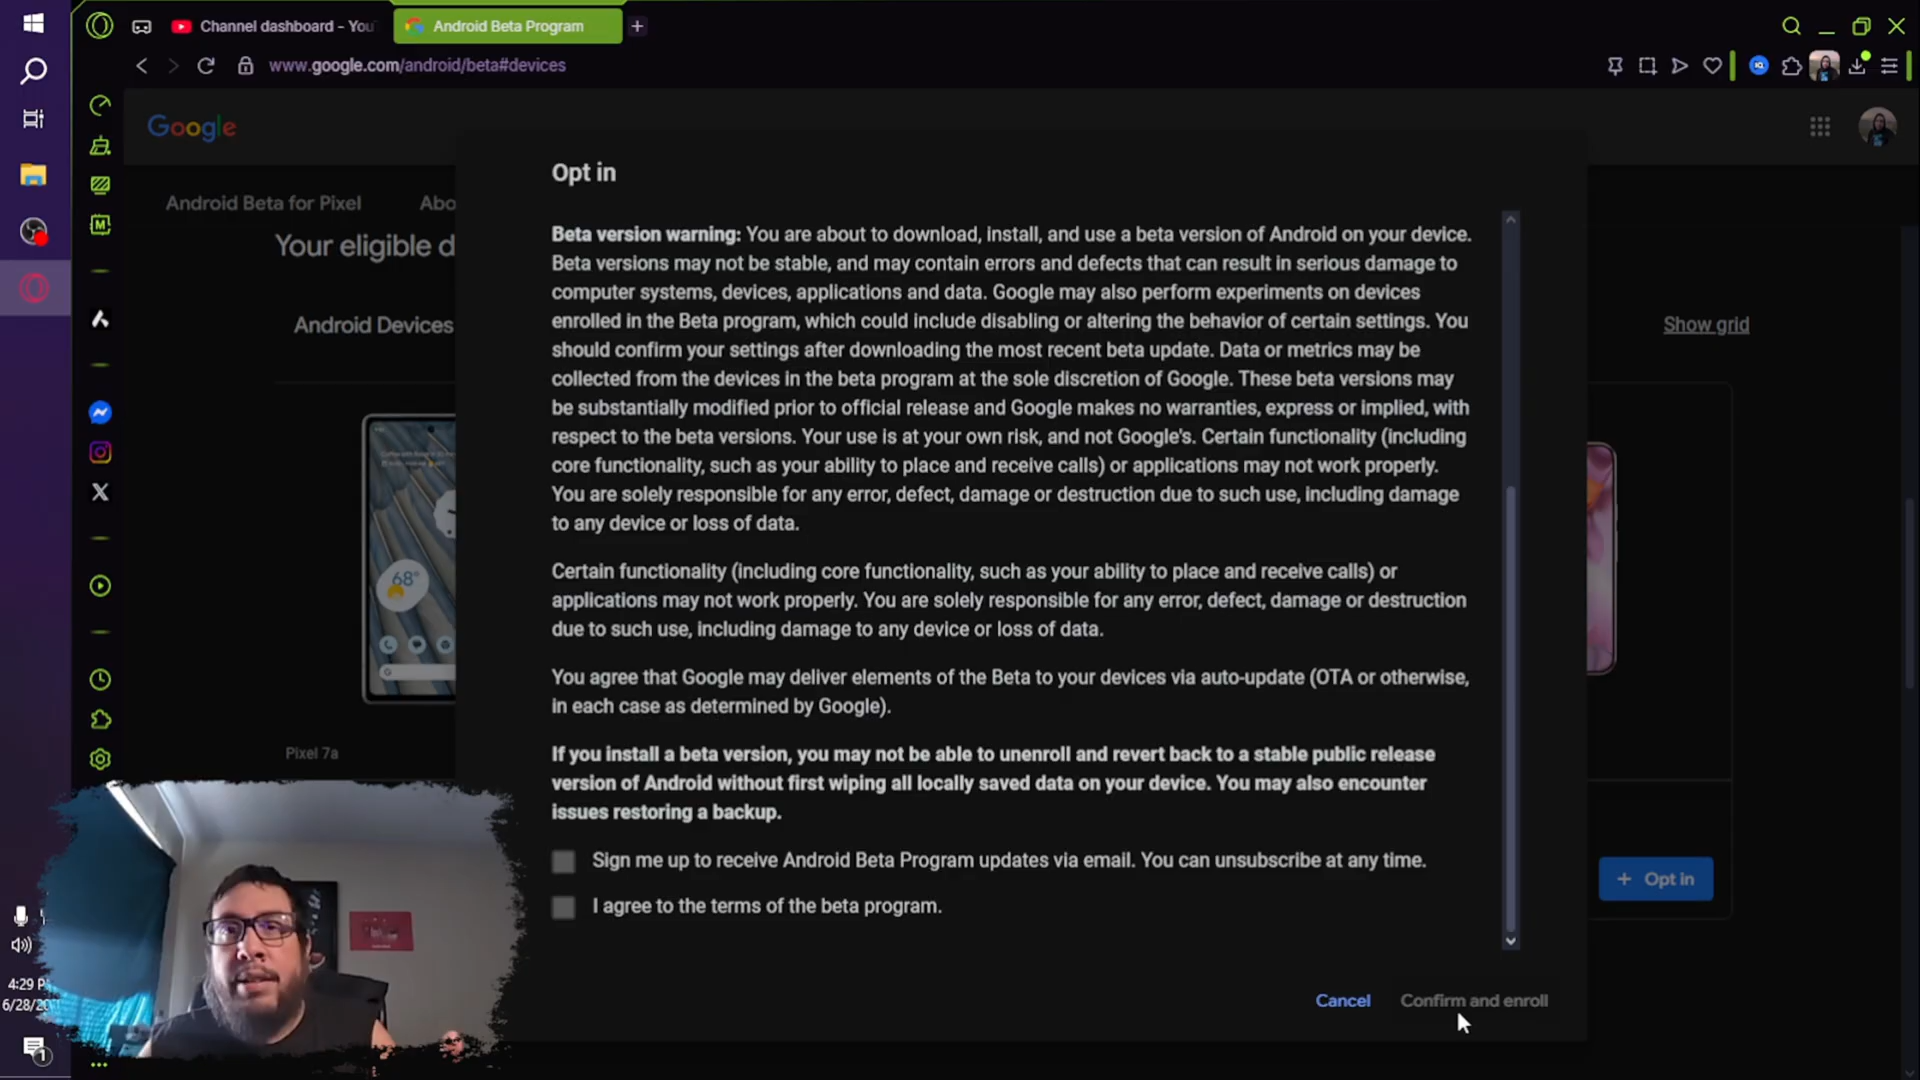 Channel dashboard - You
Android Beta Program
www.google.com/android/beta#devices
Google
Android Beta for Pixel
Abo
Your eligible d
Android Devices
Show grid
68°
Pixel 7a
Opt in
Beta version warning: You are about to download, install, and use a beta version of Android on your device.
Beta versions may not be stable, and may contain errors and defects that can result in serious damage to
computer systems, devices, applications and data. Google may also perform experiments on devices
enrolled in the Beta program, which could include disabling or altering the behavior of certain settings. You
should confirm your settings after downloading the most recent beta update. Data or metrics may be
collected from the devices in the beta program at the sole discretion of Google. These beta versions may
be substantially modified prior to official release and Google makes no warranties, express or implied, with
respect to the beta versions. Your use is at your own risk, and not Google's. Certain functionality (including
core functionality, such as your ability to place and receive calls) or applications may not work properly.
You are solely responsible for any error, defect, damage or destruction due to such use, including damage
to any device or loss of data.
Certain functionality (including core functionality, such as your ability to place and receive calls) or
applications may not work properly. You are solely responsible for any error, defect, damage or destruction
due to such use, including damage to any device or loss of data.
You agree that Google may deliver elements of the Beta to your devices via auto-update (OTA or otherwise,
in each case as determined by Google).
If you install a beta version, you may not be able to unenroll and revert back to a stable public release
version of Android without first wiping all locally saved data on your device. You may also encounter
issues restoring a backup.
Sign me up to receive Android Beta Program updates via email. You can unsubscribe at any time.
I agree to the terms of the beta program.
+ Opt in
Cancel
Confirm and enroll
4:29 P
6/28/20
1